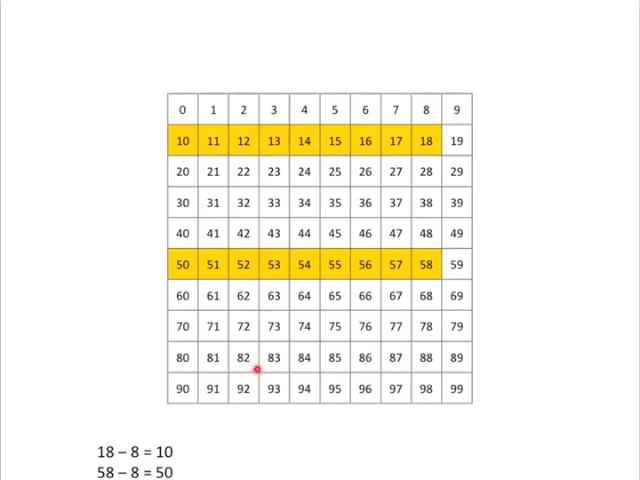 0 1 2 3 4 5 6 7 8 9
10 11 12 13 14 15 16 17 18 19
20 21 22 23 24 25 26 27 28 29
30 31 32 33 34 35 36 37 38 39
40 41 42 43 44 45 46 47 48 49
50 51 52 53 54 55 56 57 58 59
60 61 62 63 64 65 66 67 68 69
70 71 72 73 74 75 76 77 78 79
80 81 82 83 84 85 86 87 88 89
90 91 92 93 94 95 96 97 98 99
18 – 8 = 10
58 – 8 = 50